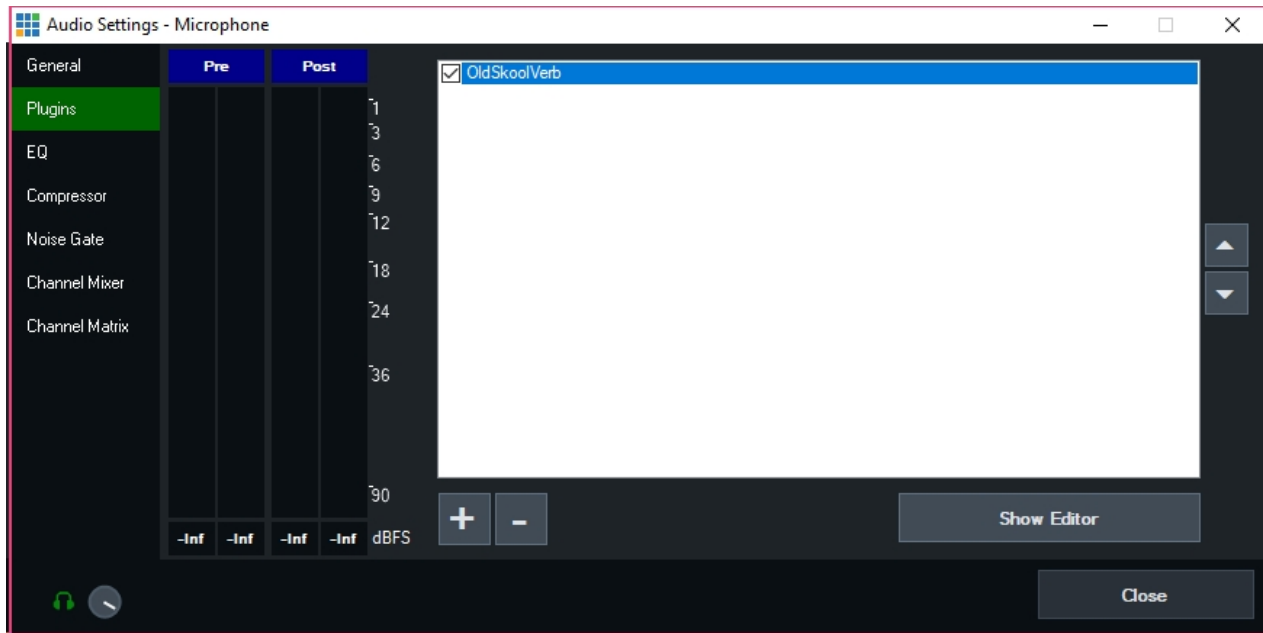 Audio Settings - Microphone
General
Plugins
EQ
Compressor
Noise Gate
Channel Mixer
Channel Matrix
Pre Post
1
3
6
9
12
18
24
36
90
-Inf -Inf -Inf -Inf dBFS
OldSkoolVerb
+ -
Show Editor
Close